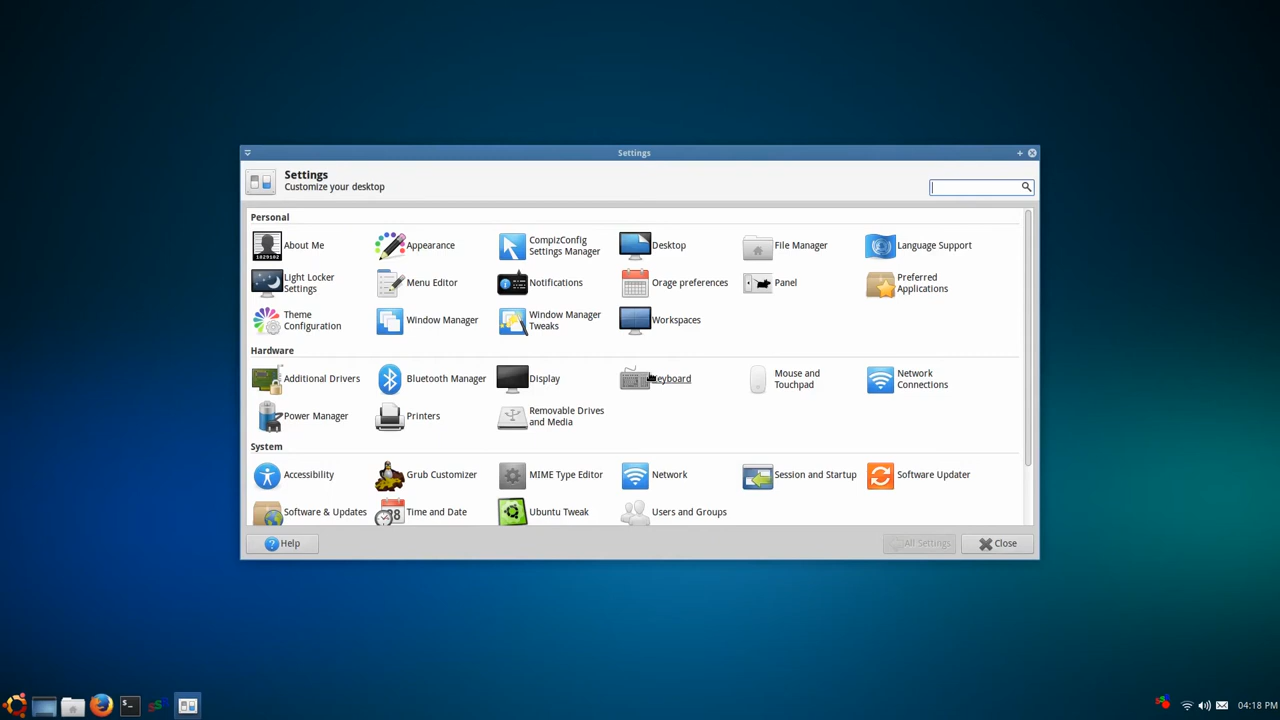 Settings
Settings
Customize your desktop
Personal
About Me
Appearance
CompizConfig
Settings Manager
Desktop
File Manager
Language Support
Light Locker
Settings
Menu Editor
Notifications
Orage preferences
Panel
Preferred
Applications
Theme
Configuration
Window Manager
Window Manager
Tweaks
Workspaces
Hardware
Additional Drivers
Bluetooth Manager
Display
Keyboard
Mouse and
Touchpad
Network
Connections
Power Manager
Printers
Removable Drives
and Media
System
Accessibility
Grub Customizer
MIME Type Editor
Network
Session and Startup
Software Updater
Software & Updates
Time and Date
Ubuntu Tweak
Users and Groups
Help
All Settings
Close
04:18 PM